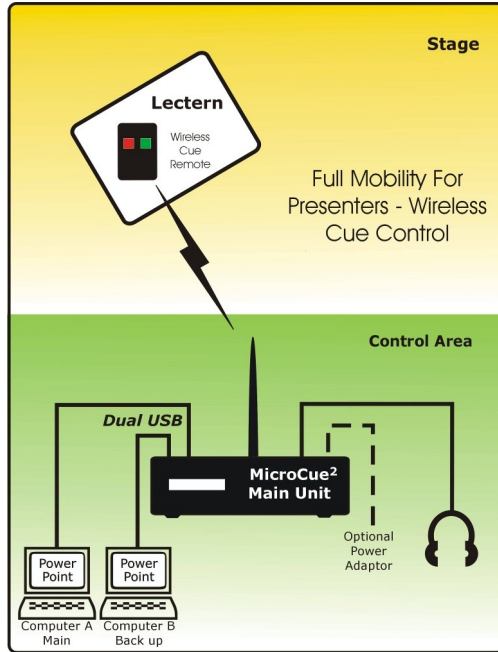 Stage
Lectern
Wireless
Cue
Remote
Full Mobility For
Presenters - Wireless
Cue Control
Control Area
Dual USB
MicroCue²
Main Unit
Power
Point
Power
Point
Optional
Power
Adaptor
Computer A
Main
Computer B
Back up